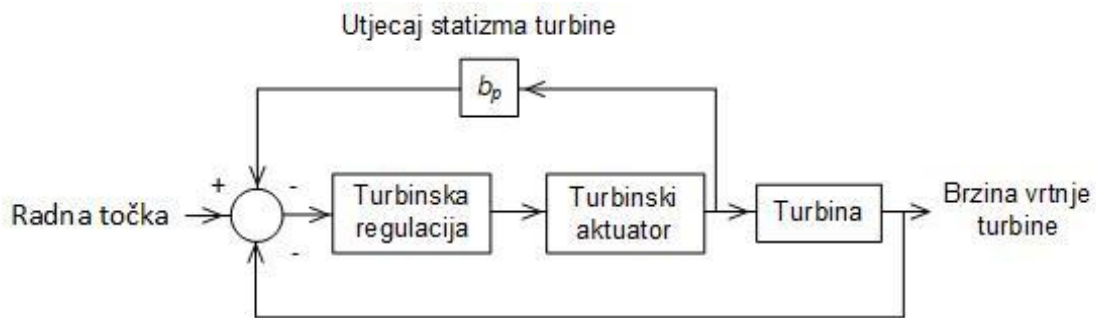 Utjecaj statizma turbine
bp
+
-
Radna točka
-
Turbinska
regulacija
Turbinski
aktuator
Turbina
Brzina vrtnje
turbine